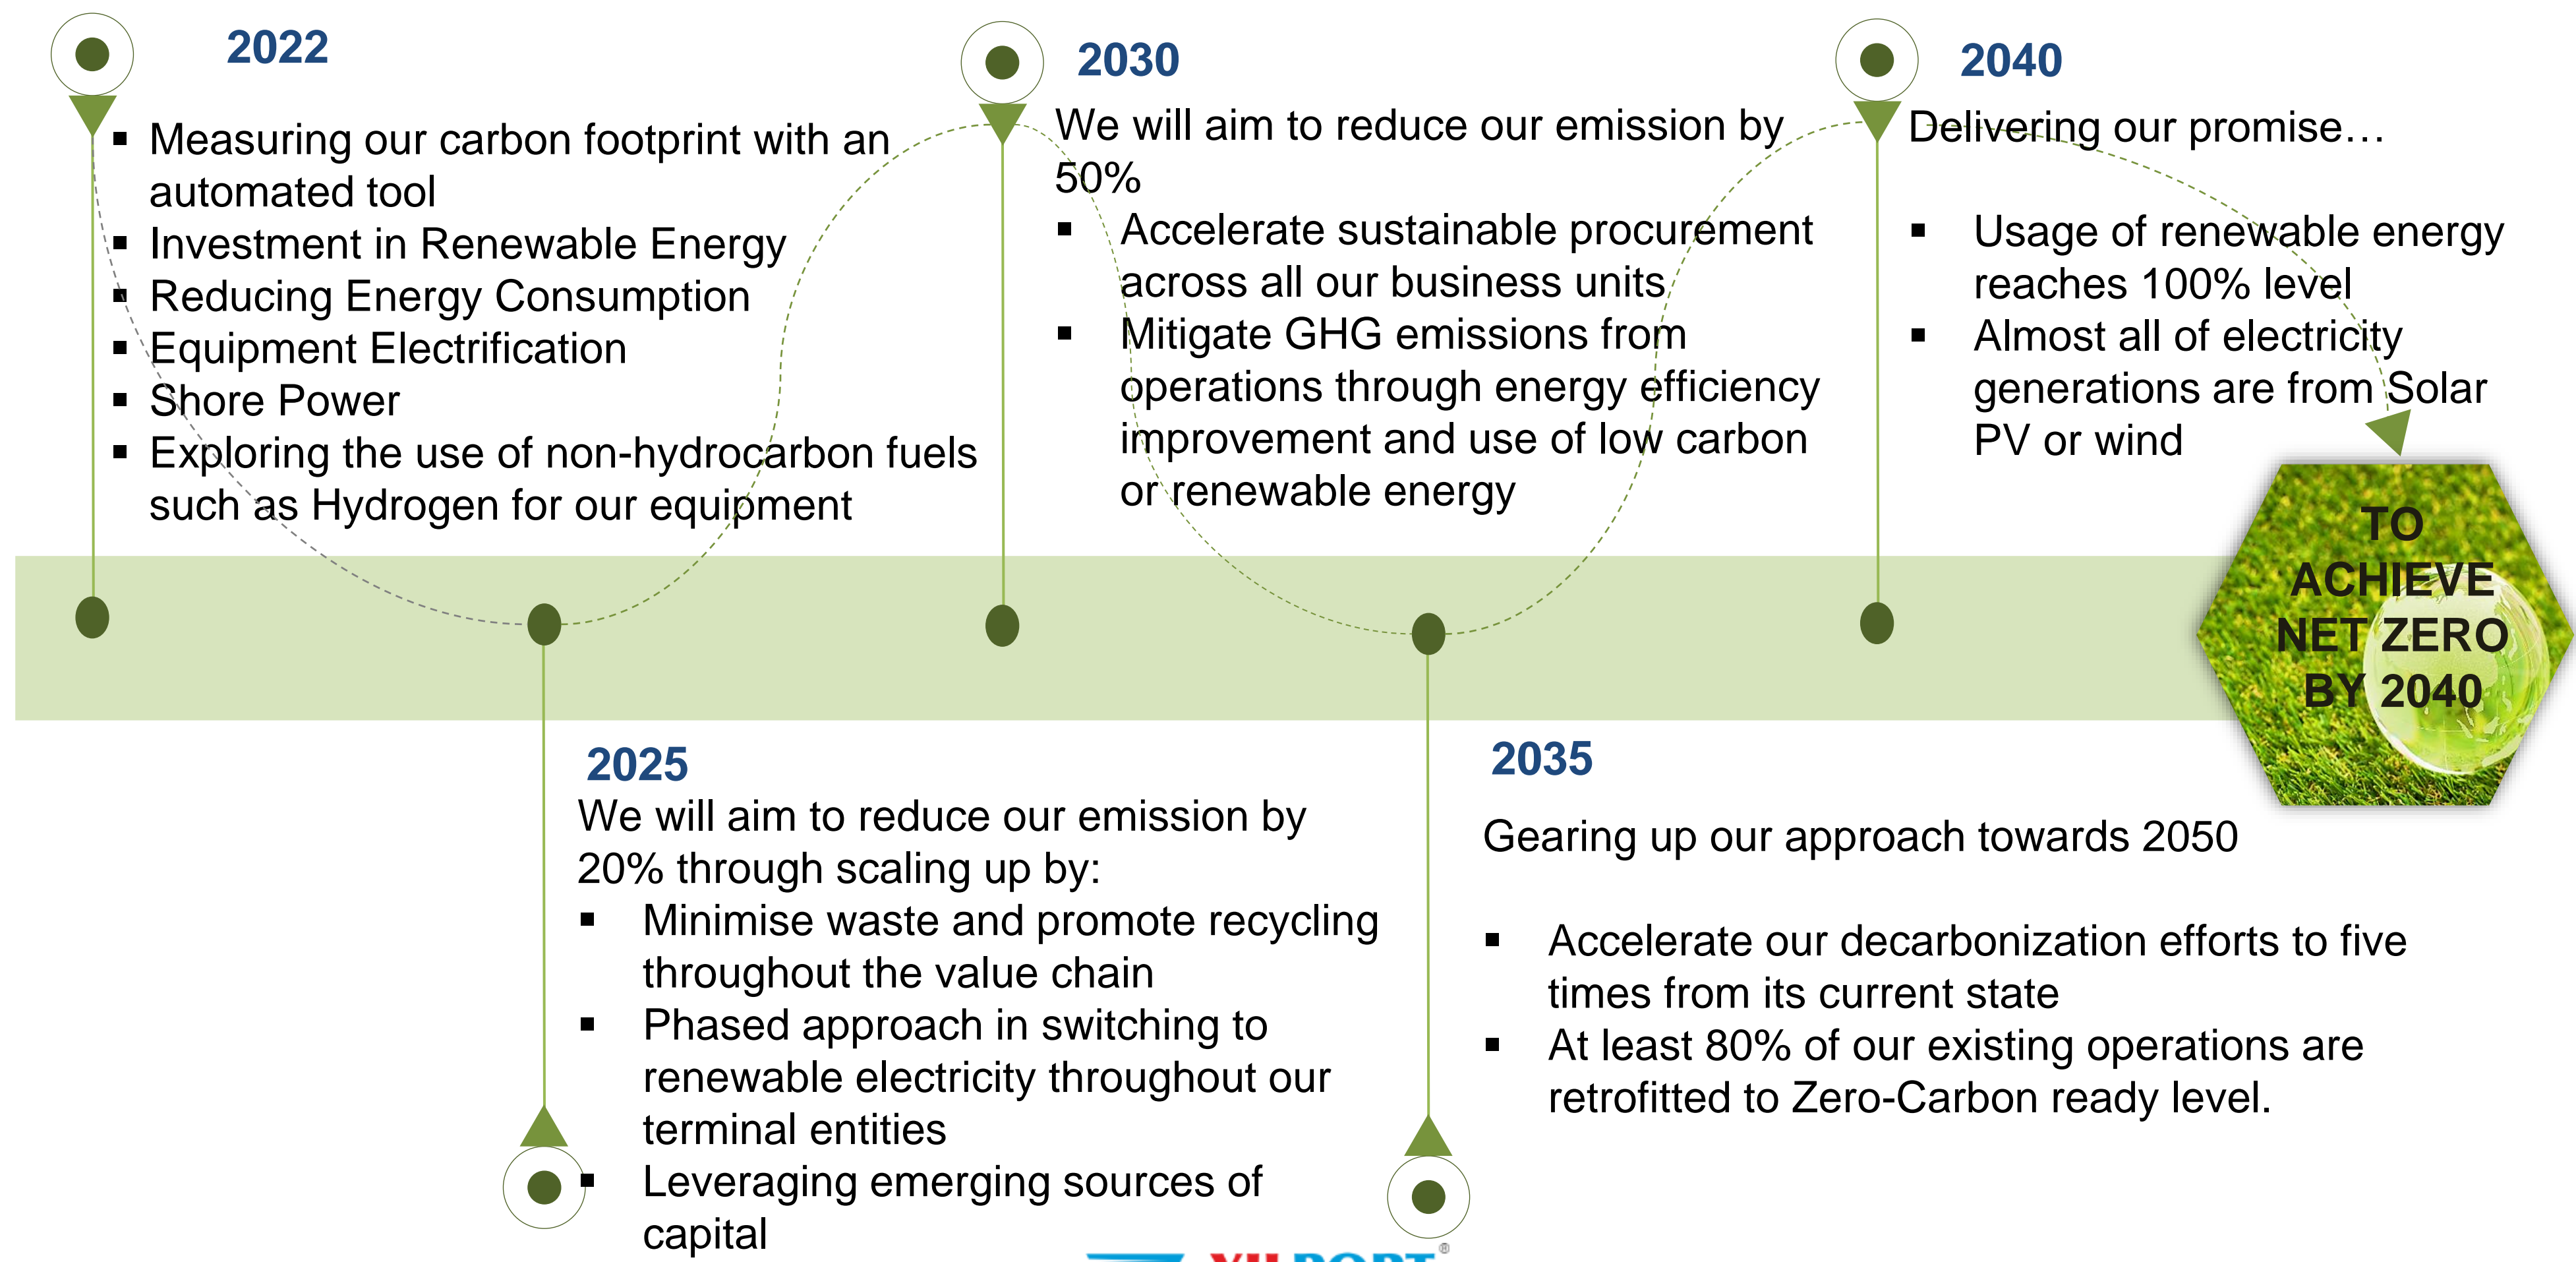 2022
▪ Measuring our carbon footprint with an
automated tool
▪ Investment in Renewable Energy
▪ Reducing Energy Consumption
▪ Equipment Electrification
▪ Shore Power
▪ Exploring the use of non-hydrocarbon fuels
such as Hydrogen for our equipment
2030
We will aim to reduce our emission by
50%
▪ Accelerate sustainable procurement
across all our business units
▪ Mitigate GHG emissions from
operations through energy efficiency
improvement and use of low carbon
or renewable energy
2040
Delivering our promise…
▪ Usage of renewable energy
reaches 100% level
▪ Almost all of electricity
generations are from Solar
PV or wind
TO
ACHIEVE
NET ZERO
BY 2040
2025
We will aim to reduce our emission by
20% through scaling up by:
▪ Minimise waste and promote recycling
throughout the value chain
▪ Phased approach in switching to
renewable electricity throughout our
terminal entities
▪ Leveraging emerging sources of
capital
2035
Gearing up our approach towards 2050
▪ Accelerate our decarbonization efforts to five
times from its current state
▪ At least 80% of our existing operations are
retrofitted to Zero-Carbon ready level.